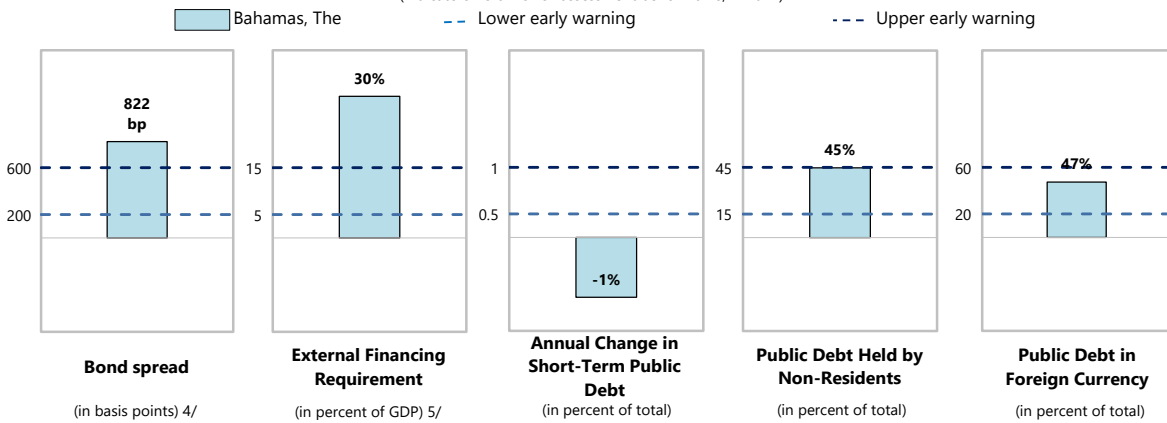 Bahamas, The
Lower early warning
Upper early warning
822
bp
600
200
Bond spread
(in basis points) 4/
30%
15
5
External Financing
Requirement
(in percent of GDP) 5/
1
0.5
-1%
Annual Change in
Short-Term Public
Debt
(in percent of total)
45%
45
15
Public Debt Held by
Non-Residents
(in percent of total)
47%
60
20
Public Debt in
Foreign Currency
(in percent of total)